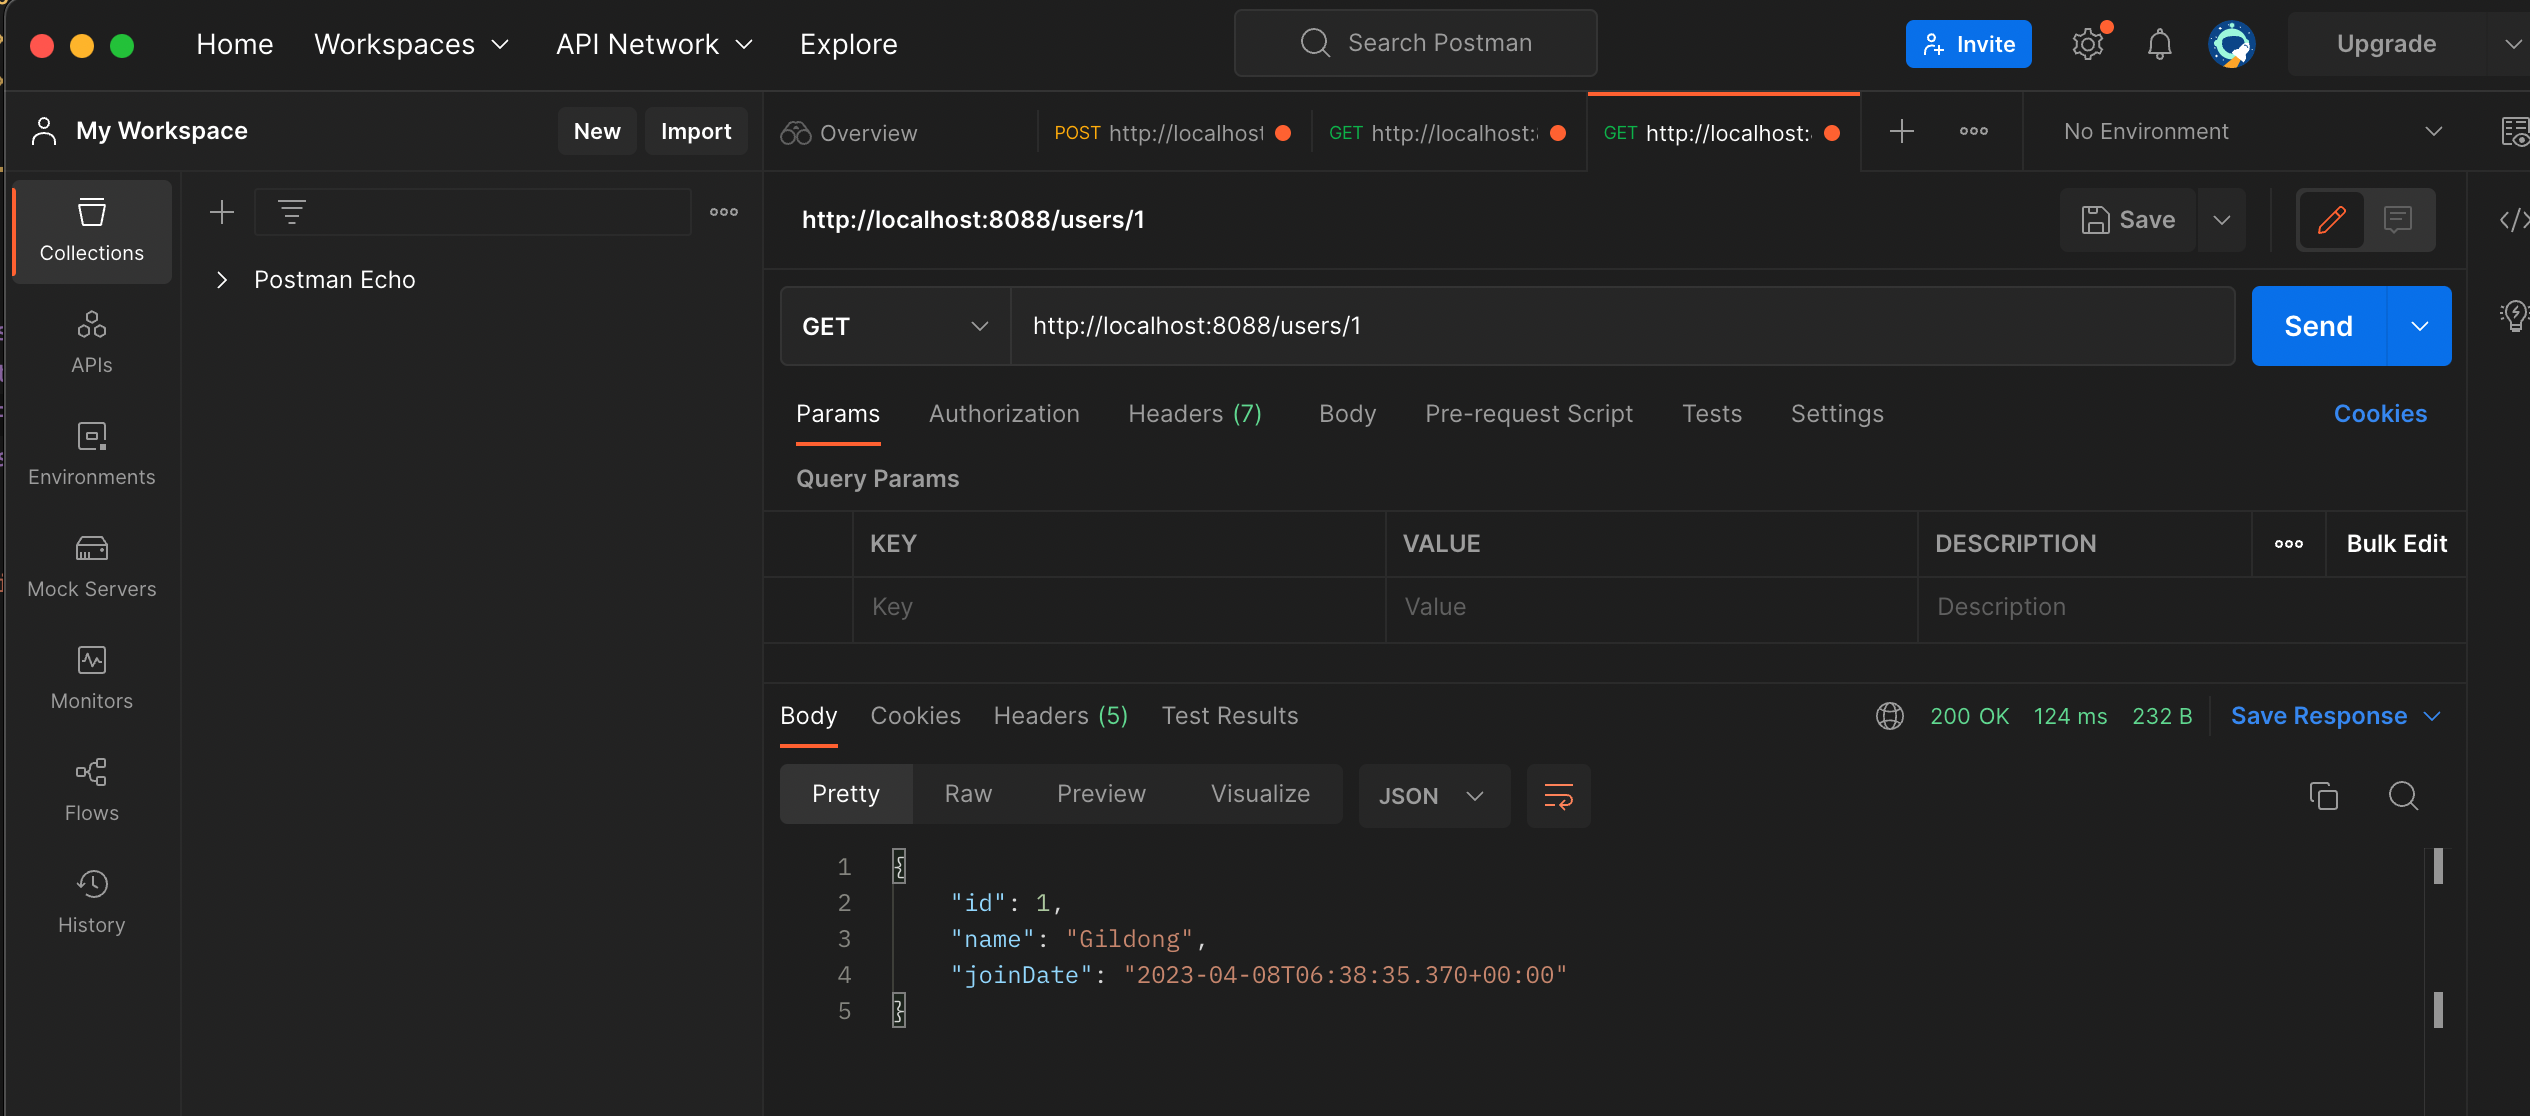 Home Workspaces API Network Explore Search Postman Invite Upgrade
My Workspace New Import Overview POST http://localhost GET http://localhost: GET http://localhost: No Environment
http://localhost:8088/users/1 Save
Collections
Postman Echo
GET http://localhost:8088/users/1 Send
APIs
Params Authorization Headers (7) Body Pre-request Script Tests Settings Cookies
Environments
Query Params
KEY VALUE DESCRIPTION Bulk Edit
Mock Servers
Key Value Description
Monitors
Body Cookies Headers (5) Test Results 200 OK 124 ms 232 B Save Response
Flows
Pretty Raw Preview Visualize JSON
History
1 {
2 "id": 1,
3 "name": "Gildong",
4 "joinDate": "2023-04-08T06:38:35.370+00:00"
5 }